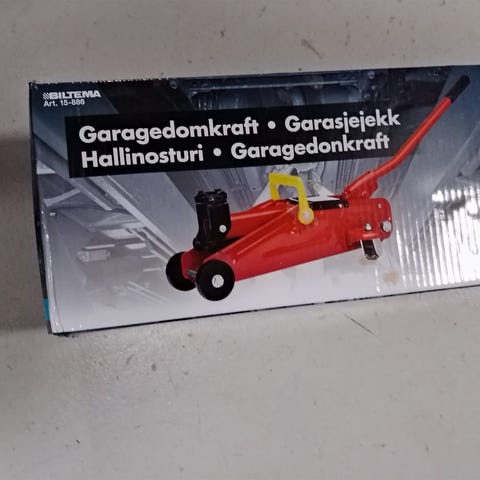 BILTEMA
Art. 15-886
Garagedomkraft • Garasjejekk
Hallinosturi • Garagedonkraft